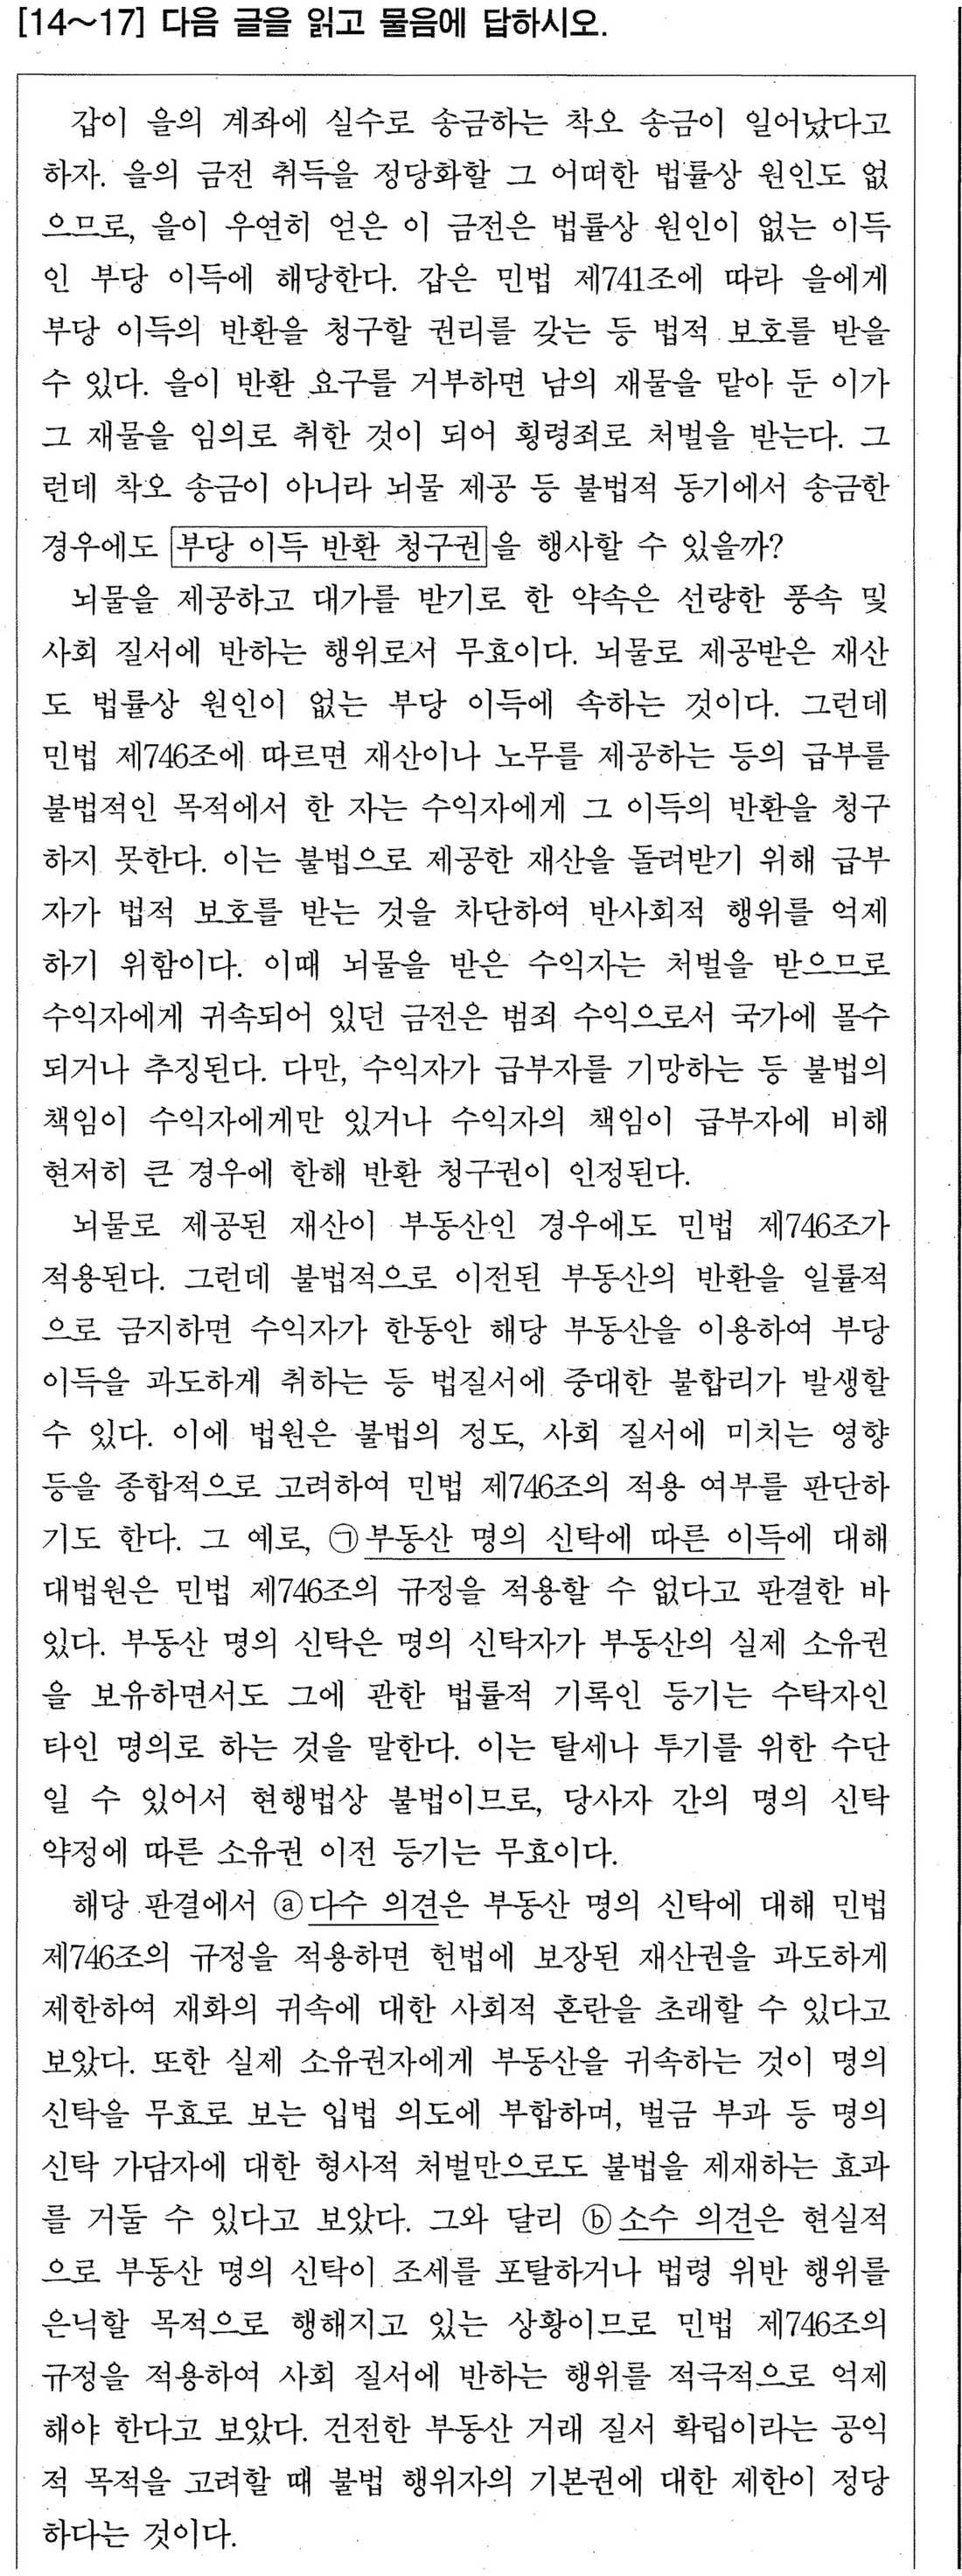 [14～17] 다음 글을 읽고 물음에 답하시오.
갑이 을의 계좌에 실수로 송금하는 착오 송금이 일어났다고
하자. 을의 금전 취득을 정당화할 그 어떠한 법률상 원인도 없
으므로, 을이 우연히 얻은 이 금전은 법률상 원인이 없는 이득
인 부당 이득에 해당한다. 갑은 민법 제741조에 따라 을에게
부당 이득의 반환을 청구할 권리를 갖는 등 법적 보호를 받을
수 있다. 을이 반환 요구를 거부하면 남의 재물을 맡아 둔 이가
그 재물을 임의로 취한 것이 되어 횡령죄로 처벌을 받는다. 그
런데 착오 송금이 아니라 뇌물 제공 등 불법적 동기에서 송금한
경우에도 부당 이득 반환 청구권을 행사할 수 있을까?
뇌물을 제공하고 대가를 받기로 한 약속은 선량한 풍속 및
사회 질서에 반하는 행위로서 무효이다. 뇌물로 제공받은 재산
도 법률상 원인이 없는 부당 이득에 속하는 것이다. 그런데
민법 제746조에 따르면 재산이나 노무를 제공하는 등의 급부를
불법적인 목적에서 한 자는 수익자에게 그 이득의 반환을 청구
하지 못한다. 이는 불법으로 제공한 재산을 돌려받기 위해 급부
자가 법적 보호를 받는 것을 차단하여 반사회적 행위를 억제
하기 위함이다. 이때 뇌물을 받은 수익자는 처벌을 받으므로
수익자에게 귀속되어 있던 금전은 범죄 수익으로서 국가에 몰수
되거나 추징된다. 다만, 수익자가 급부자를 기망하는 등 불법의
책임이 수익자에게만 있거나 수익자의 책임이 급부자에 비해
현저히 큰 경우에 한해 반환 청구권이 인정된다.
뇌물로 제공된 재산이 부동산인 경우에도 민법 제746조가
적용된다. 그런데 불법적으로 이전된 부동산의 반환을 일률적
으로 금지하면 수익자가 한동안 해당 부동산을 이용하여 부당
이득을 과도하게 취하는 등 법질서에 중대한 불합리가 발생할
수 있다. 이에 법원은 불법의 정도, 사회 질서에 미치는 영향
등을 종합적으로 고려하여 민법 제746조의 적용 여부를 판단하
기도 한다. 그 예로, ㉠부동산 명의 신탁에 따른 이득에 대해
대법원은 민법 제746조의 규정을 적용할 수 없다고 판결한 바
있다. 부동산 명의 신탁은 명의 신탁자가 부동산의 실제 소유권
을 보유하면서도 그에 관한 법률적 기록인 등기는 수탁자인
타인 명의로 하는 것을 말한다. 이는 탈세나 투기를 위한 수단
일 수 있어서 현행법상 불법이므로, 당사자 간의 명의 신탁
약정에 따른 소유권 이전 등기는 무효이다.
해당 판결에서 ⓐ다수 의견은 부동산 명의 신탁에 대해 민법
제746조의 규정을 적용하면 헌법에 보장된 재산권을 과도하게
제한하여 재화의 귀속에 대한 사회적 혼란을 초래할 수 있다고
보았다. 또한 실제 소유권자에게 부동산을 귀속하는 것이 명의
신탁을 무효로 보는 입법 의도에 부합하며, 벌금 부과 등 명의
신탁 가담자에 대한 형사적 처벌만으로도 불법을 제재하는 효과
를 거둘 수 있다고 보았다. 그와 달리 ⓑ소수 의견은 현실적
으로 부동산 명의 신탁이 조세를 포탈하거나 법령 위반 행위를
은닉할 목적으로 행해지고 있는 상황이므로 민법 제746조의
규정을 적용하여 사회 질서에 반하는 행위를 적극적으로 억제
해야 한다고 보았다. 건전한 부동산 거래 질서 확립이라는 공익
적 목적을 고려할 때 불법 행위자의 기본권에 대한 제한이 정당
하다는 것이다.